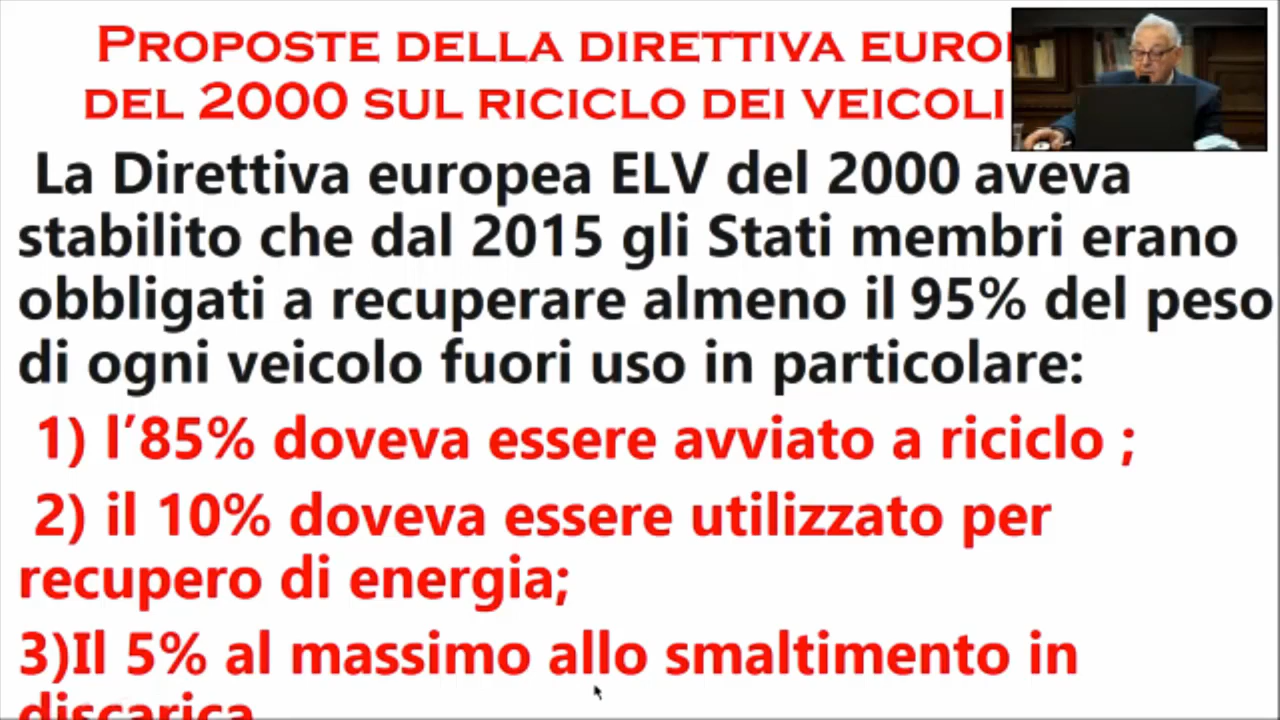 PROPOSTE DELLA DIRETTIVA EURO
DEL 2000 SUL RICICLO DEI VEICOLI
La Direttiva europea ELV del 2000 aveva
stabilito che dal 2015 gli Stati membri erano
obbligati a recuperare almeno il 95% del peso
di ogni veicolo fuori uso in particolare:
1) l’85% doveva essere avviato a riciclo ;
2) il 10% doveva essere utilizzato per
recupero di energia;
3)Il 5% al massimo allo smaltimento in
discarica